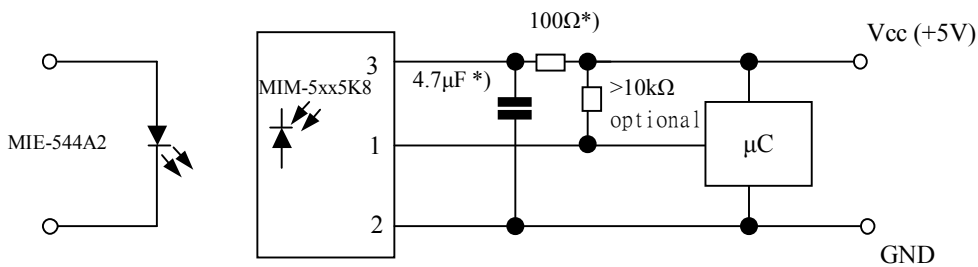 100Ω*)
Vcc (+5V)
3
4.7µF *)
>10kΩ
optional
MIM-5xx5K8
MIE-544A2
1
µC
2
GND